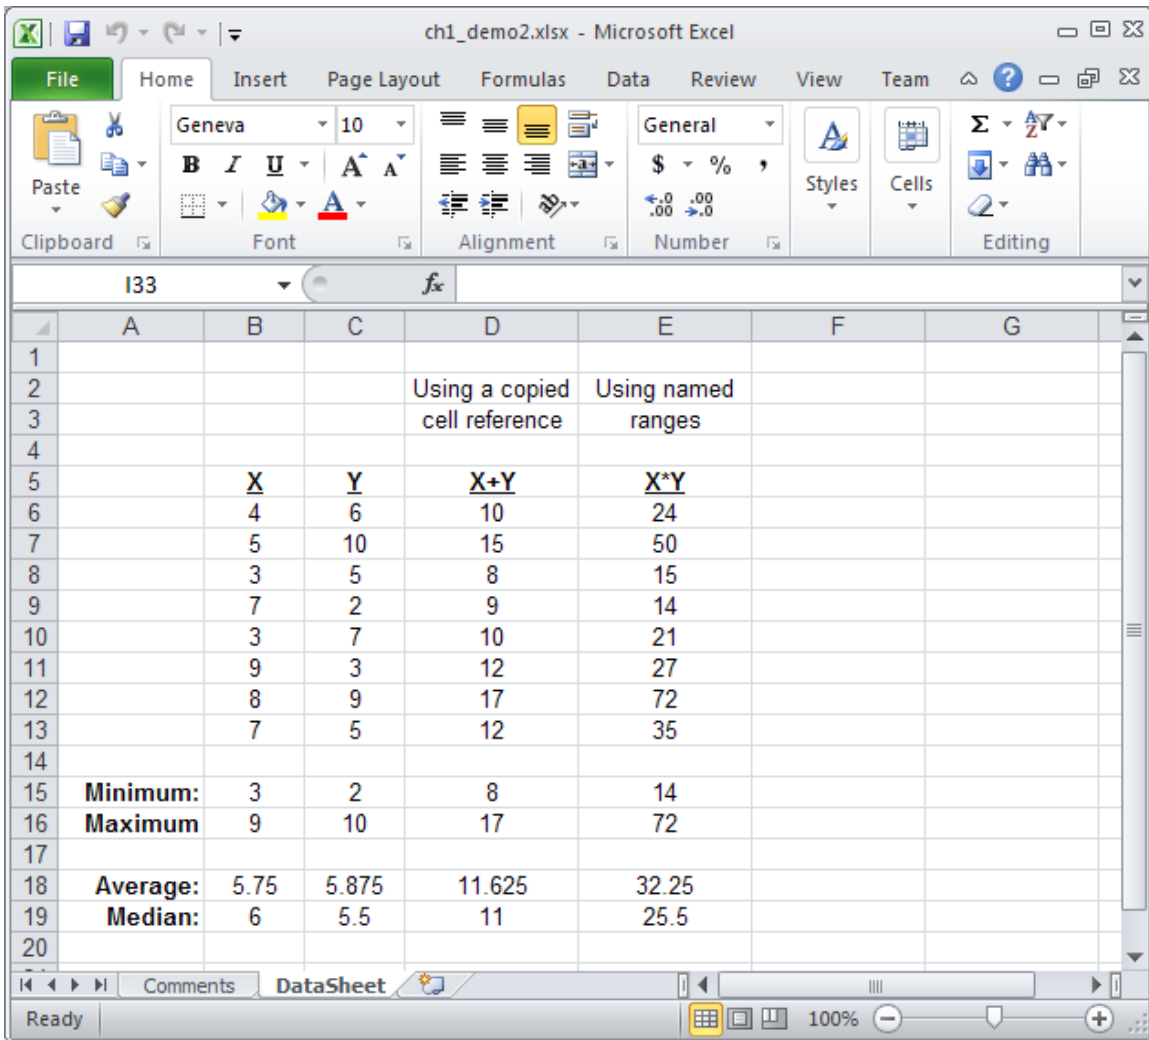 ch1_demo2.xlsx - Microsoft Excel
File Home Insert Page Layout Formulas Data Review View Team
Geneva 10 General
B I U A A $ % ,
Paste Styles Cells
Clipboard Font Alignment Number Editing
I33 fx
A B C D E F G
1
2 Using a copied Using named
3 cell reference ranges
4
5 X Y X+Y X*Y
6 4 6 10 24
7 5 10 15 50
8 3 5 8 15
9 7 2 9 14
10 3 7 10 21
11 9 3 12 27
12 8 9 17 72
13 7 5 12 35
14
15 Minimum: 3 2 8 14
16 Maximum 9 10 17 72
17
18 Average: 5.75 5.875 11.625 32.25
19 Median: 6 5.5 11 25.5
20
Comments DataSheet
Ready 100%